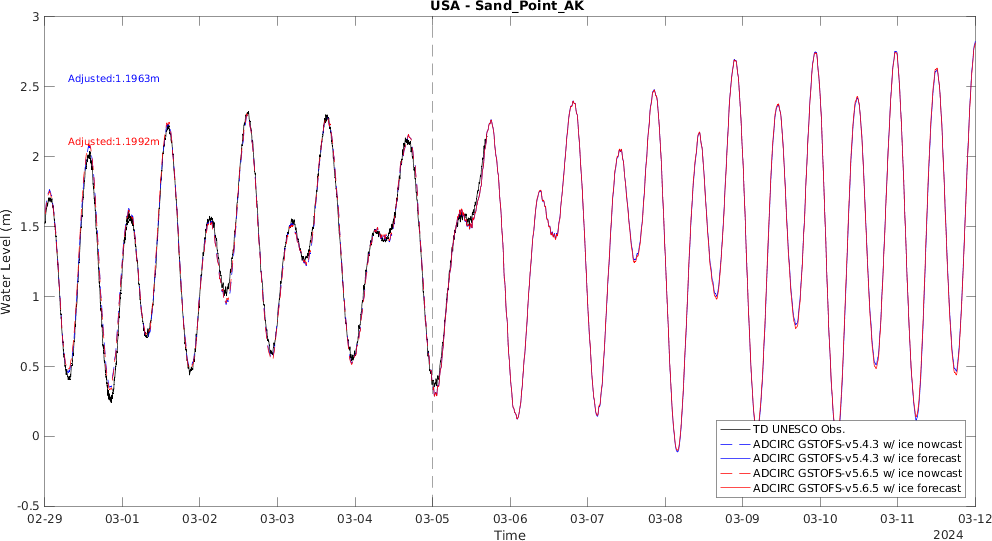 USA - Sand_Point_AK
3
2.5
2
1.5
1
0.5
0
-0.5
Water Level (m)
Adjusted:1.1963m
Adjusted:1.1992m
TD UNESCO Obs.
ADCIRC GSTOFS-v5.4.3 w/ ice nowcast
ADCIRC GSTOFS-v5.4.3 w/ ice forecast
ADCIRC GSTOFS-v5.6.5 w/ ice nowcast
ADCIRC GSTOFS-v5.6.5 w/ ice forecast
02-29 03-01 03-02 03-03 03-04 03-05 03-06 03-07 03-08 03-09 03-10 03-11 03-12
Time
2024